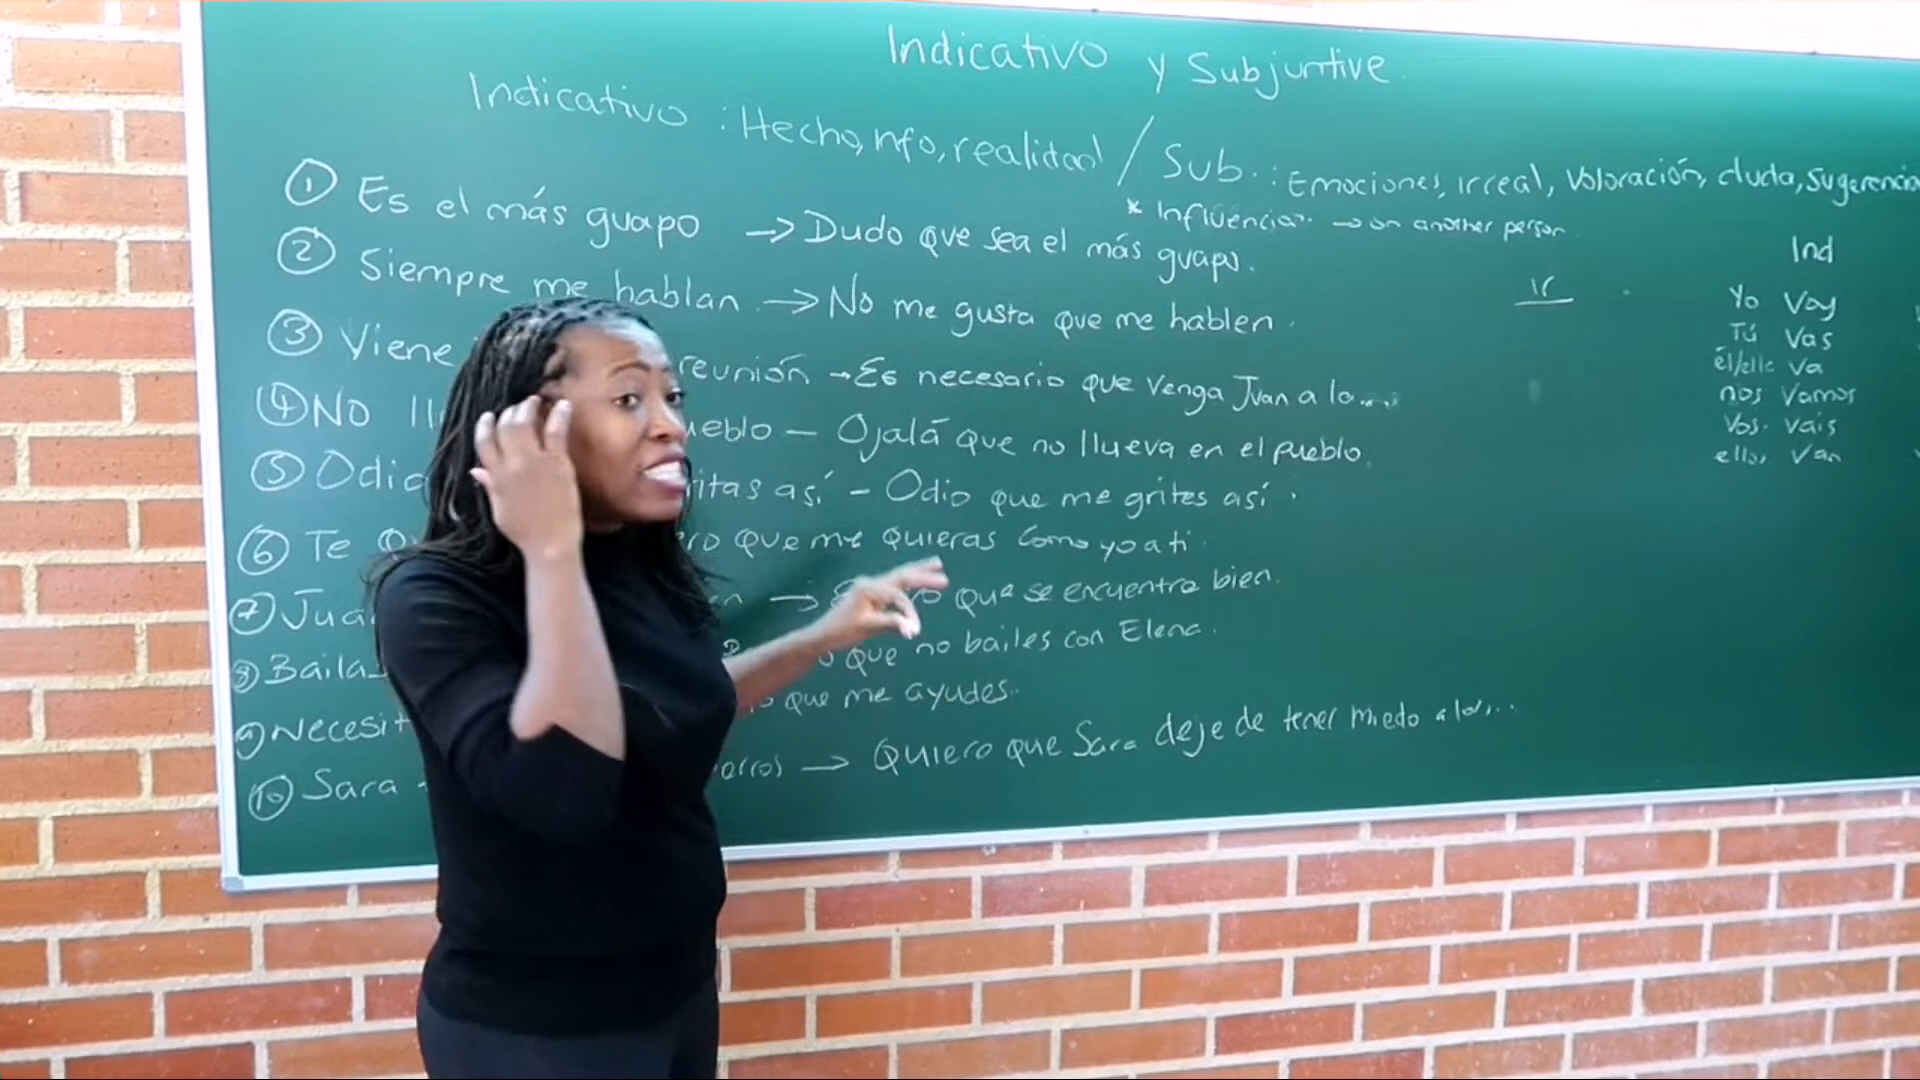 Indicativo y Subjuntive
Indicativo : Hecho, nfo, realidad / Sub. : Emociones, irreal, Valoración, duda, sugerencia
* Influencia. → on another person
① Es el más guapo → Dudo que sea el más guapo.
② Siempre me hablan → No me gusta que me hablen.
③ Viene reunión → Es necesario que venga Juan a la....
④ No ueblo – Ojalá que no llueva en el pueblo.
⑤ Odio ritas así – Odio que me grites así.
⑥ Te que me quieras como yo a ti.
⑦ Jua → que se encuentre bien.
⑧ Baila que no bailes con Elena.
⑨ Necesit que me ayudes..
⑩ Sara → Quiero que Sara deje de tener miedo a los...
Ir
Ind
Yo Voy
Tú Vas
él/ella va
nos Vamos
Vos. vais
ellos Van